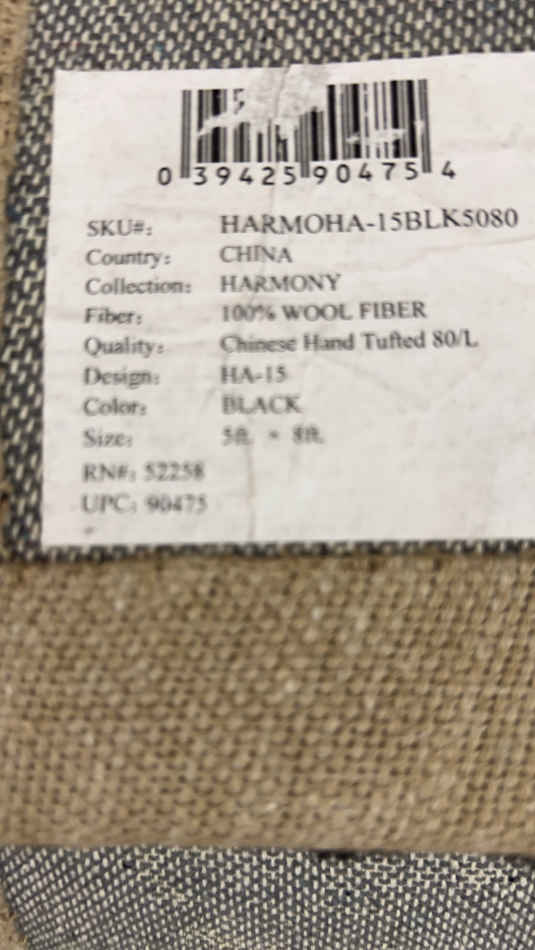 0 39425 90475 4
SKU#: HARMOHA-15BLK5080
Country: CHINA
Collection: HARMONY
Fiber: 100% WOOL FIBER
Quality: Chinese Hand Tufted 80/L
Design: HA-15
Color: BLACK
Size: 5ft. × 8ft.
RN#: 52258
UPC: 90475